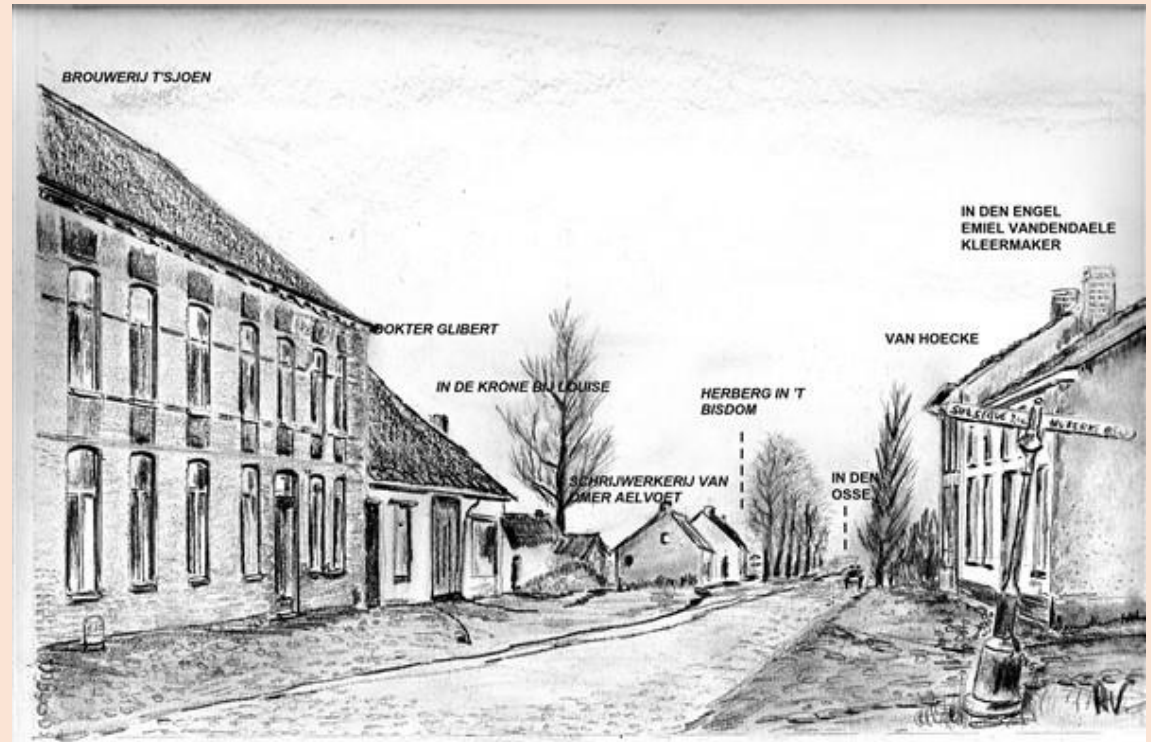 BROUWERIJ T'SJOEN
DOKTER GLIBERT
IN DE KRONE BIJ LOUISE
SCHRIJWERKERIJ VAN
OMER AELVOET
HERBERG IN 'T
BISDOM
IN DEN
OSSE
VAN HOECKE
IN DEN ENGEL
EMIEL VANDENDAELE
KLEERMAKER
RV